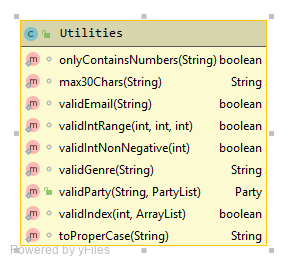 C Utilities
m onlyContainsNumbers(String) boolean
m max30Chars(String) String
m validEmail(String) boolean
m validIntRange(int, int, int) boolean
m validIntNonNegative(int) boolean
m validGenre(String) String
m validParty(String, PartyList) Party
m validIndex(int, ArrayList) boolean
m toProperCase(String) String
Powered by yFiles